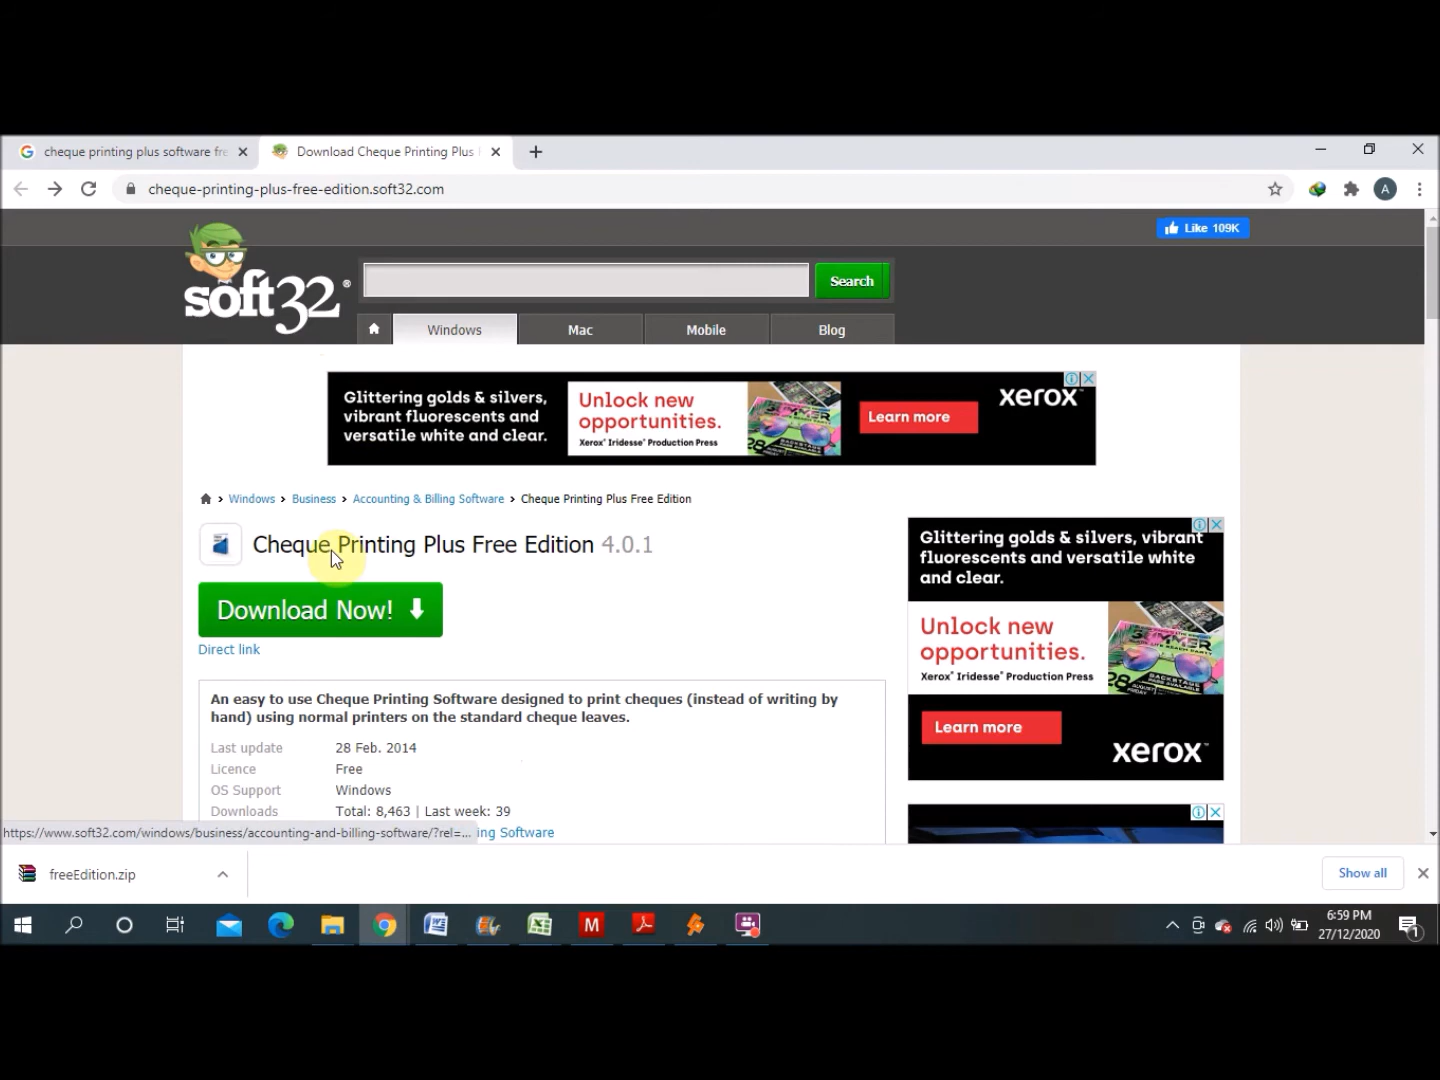 cheque printing plus software fre
Download Cheque Printing Plus
cheque-printing-plus-free-edition.soft32.com
A
Like 109K
soft32®
Search
Windows
Mac
Mobile
Blog
Glittering golds & silvers,
vibrant fluorescents and
versatile white and clear.
Unlock new
opportunities.
Xerox® Iridesse® Production Press
Learn more
xerox™
Windows > Business > Accounting & Billing Software > Cheque Printing Plus Free Edition
Cheque Printing Plus Free Edition 4.0.1
Download Now!
Direct link
An easy to use Cheque Printing Software designed to print cheques (instead of writing by
hand) using normal printers on the standard cheque leaves.
Last update 28 Feb. 2014
Licence Free
OS Support Windows
Downloads Total: 8,463 | Last week: 39
ing Software
https://www.soft32.com/windows/business/accounting-and-billing-software/?rel=...
Glittering golds & silvers, vibrant
fluorescents and versatile white
and clear.
Unlock new
opportunities.
Xerox® Iridesse® Production Press
SUMMER
Learn more
xerox™
freeEdition.zip
Show all
6:59 PM
27/12/2020
1